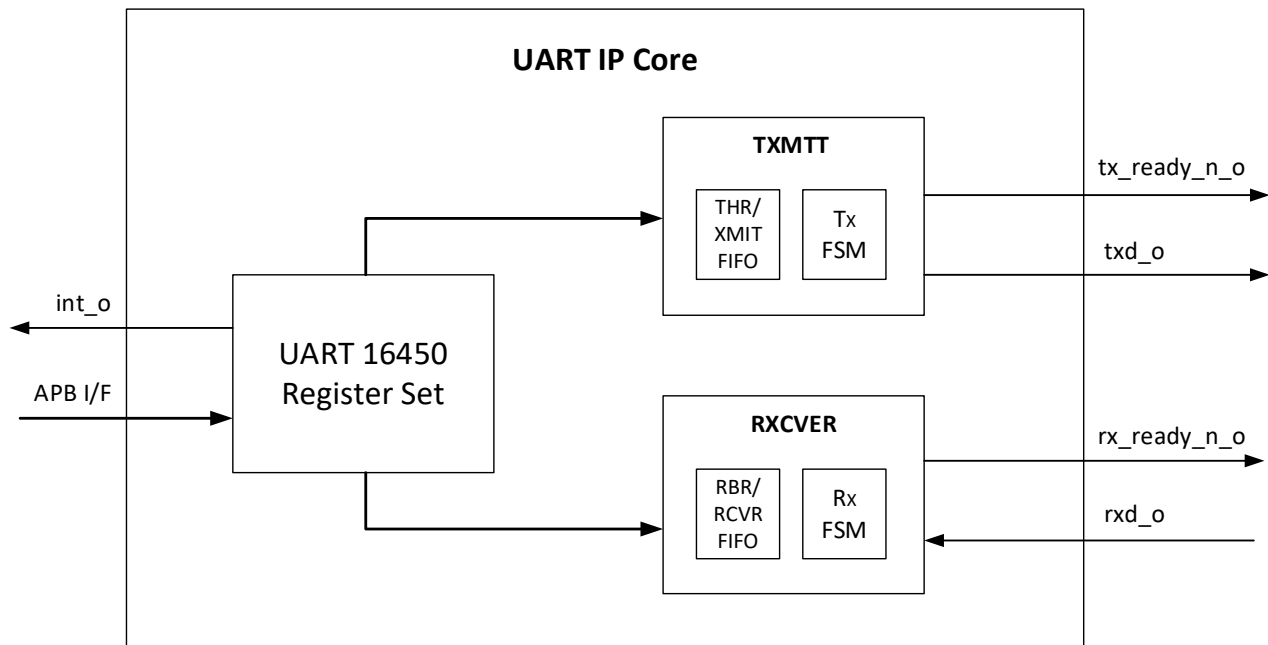 UART IP Core
TXMTT
THR/
XMIT
FIFO
Tx
FSM
tx_ready_n_o
txd_o
int_o
APB I/F
UART 16450
Register Set
RXCVER
RBR/
RCVR
FIFO
Rx
FSM
rx_ready_n_o
rxd_o